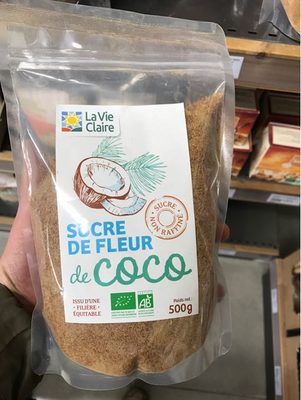 La Vie
Claire
SUCRE
NON RAFFINÉ
SUCRE
DE FLEUR
de COCO
ISSU D'UNE
FILIÈRE
ÉQUITABLE
AB
Poids net :
500g